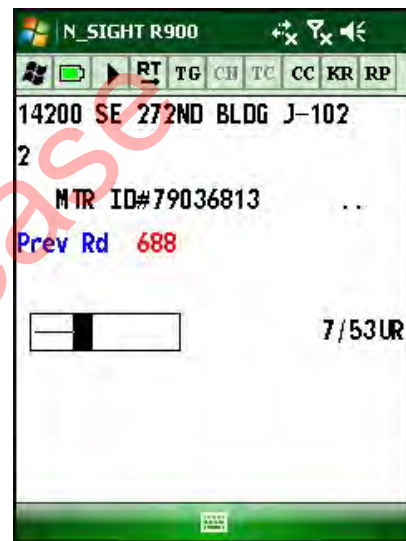 N_SIGHT R900
RT TG CH TC CC KR RP
14200 SE 272ND BLDG J-102
2
MTR ID#79036813 ..
Prev Rd 688
7/53UR